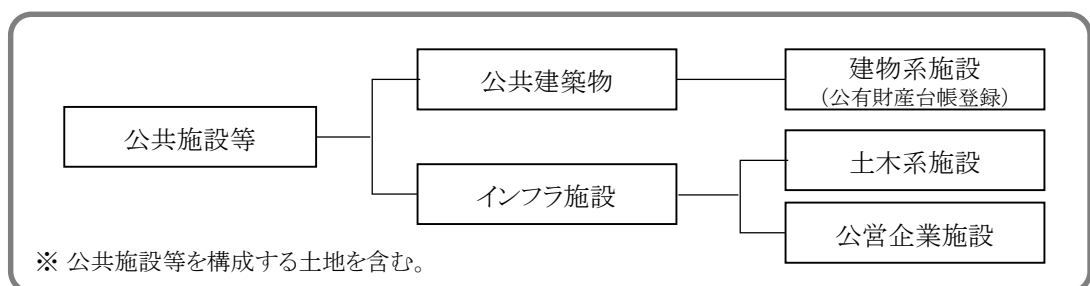 公共施設等
公共建築物
建物系施設
（公有財産台帳登録）
インフラ施設
土木系施設
公営企業施設
※ 公共施設等を構成する土地を含む。